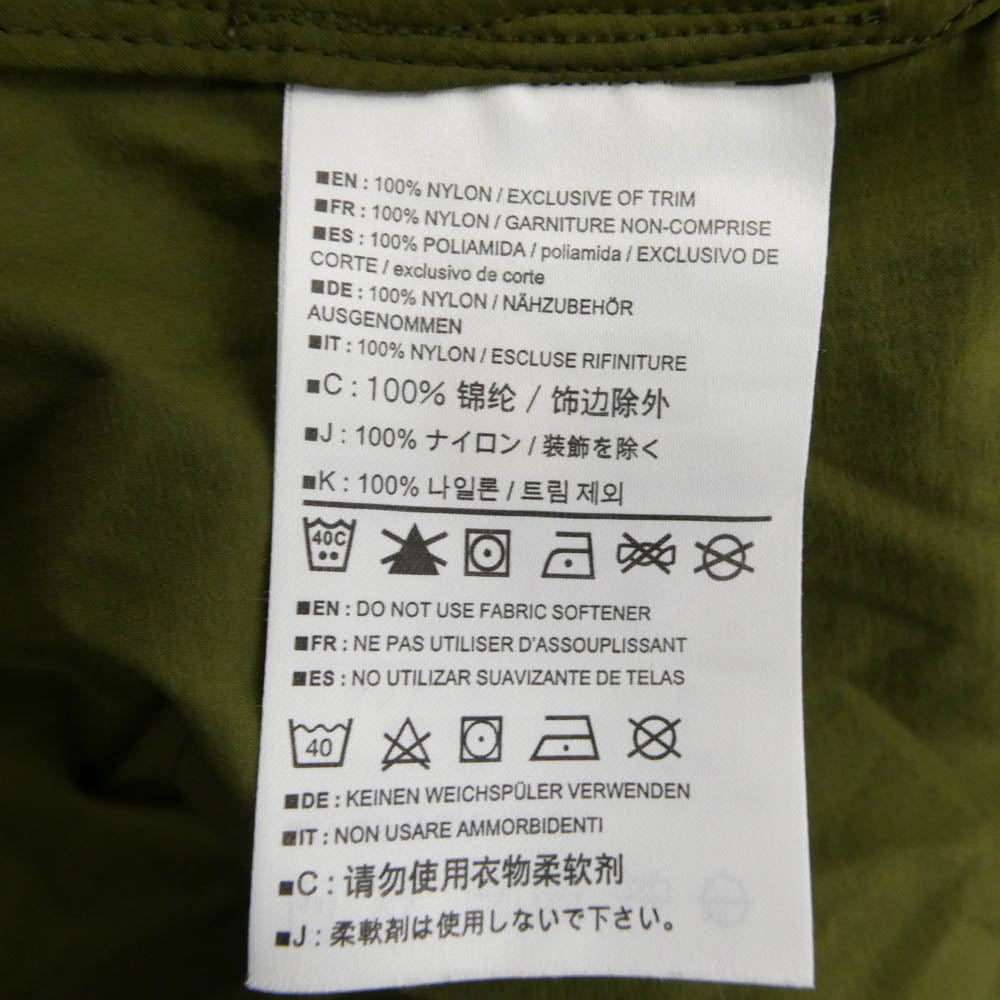 ■EN : 100% NYLON / EXCLUSIVE OF TRIM
■FR : 100% NYLON / GARNITURE NON-COMPRISE
■ES : 100% POLIAMIDA / poliamida / EXCLUSIVO DE
CORTE / exclusivo de corte
■DE : 100% NYLON / NÄHZUBEHÖR
AUSGENOMMEN
■IT : 100% NYLON / ESCLUSE RIFINITURE
■C : 100% 锦纶 / 饰边除外
■J : 100% ナイロン / 装飾を除く
■K : 100% 나일론 / 트림 제외
40C
■EN : DO NOT USE FABRIC SOFTENER
■FR : NE PAS UTILISER D'ASSOUPLISSANT
■ES : NO UTILIZAR SUAVIZANTE DE TELAS
40
■DE : KEINEN WEICHSPÜLER VERWENDEN
■IT : NON USARE AMMORBIDENTI
■C : 请勿使用衣物柔软剂
■J : 柔軟剤は使用しないで下さい。